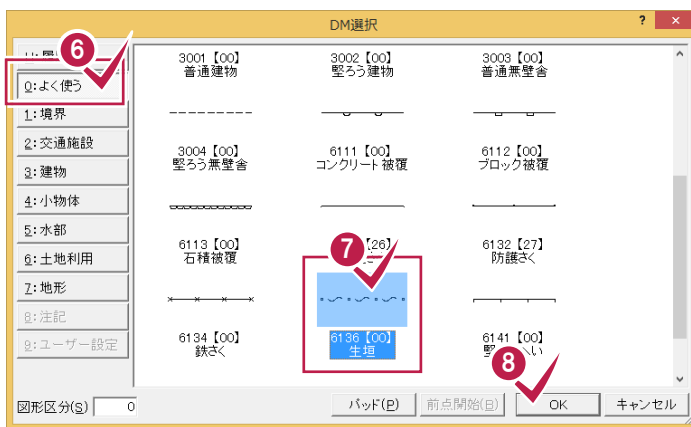 DM選択
? ×
6
0:よく使う
1:境界
2:交通施設
3:建物
4:小物体
5:水部
6:土地利用
7:地形
8:注記
9:ユーザー設定
3001【00】
普通建物
3002【00】
堅ろう建物
3003【00】
普通無壁舎
3004【00】
堅ろう無壁舎
6111【00】
コンクリート被覆
6112【00】
ブロック被覆
6113【00】
石積被覆
7
[26]
6132【27】
防護さく
6134【00】
鉄さく
6136【00】
生垣
6141【00】
8
図形区分(S) 0
パッド(P)
前点開始(B)
OK
キャンセル